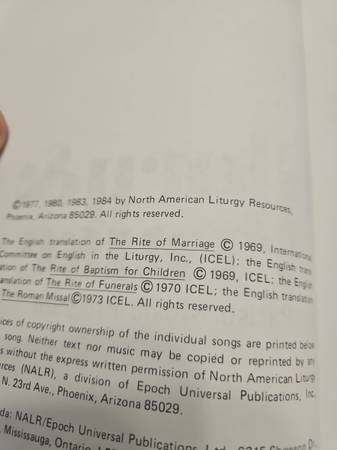 ©1977, 1980, 1983, 1984 by North American Liturgy Resources,
Phoenix, Arizona 85029. All rights reserved.
The English translation of The Rite of Marriage © 1969, International
Committee on English in the Liturgy, Inc., (ICEL); the English
of The Rite of Baptism for Children © 1969, ICEL; the
of The Rite of Funerals © 1970 ICEL; the English
The Roman Missal ©1973 ICEL. All rights reserved.
of copyright ownership of the individual songs are printed below
song. Neither text nor music may be copied or reprinted by any
without the express written permission of North American
(NALR), a division of Epoch Universal Publications, Inc.
N. 23rd Ave., Phoenix, Arizona 85029.
NALR/Epoch Universal Publications,
Mississauga,